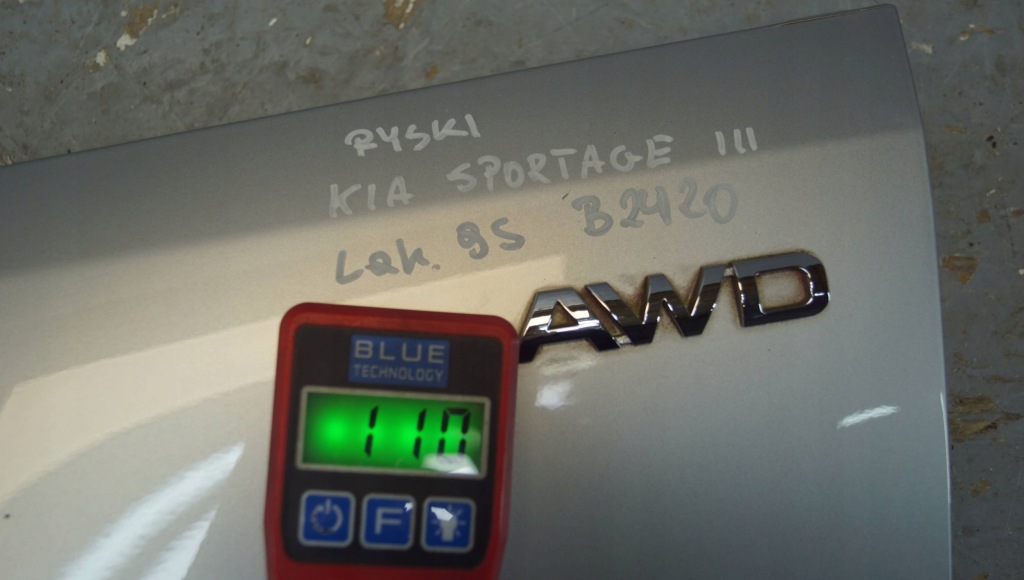 RYSKI
KIA SPORTAGE III
Lak. 9S B2420
AWD
BLUE
TECHNOLOGY
110
F